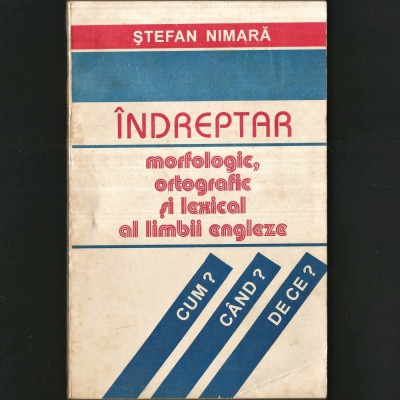 ŞTEFAN NIMARĂ
ÎNDREPTAR
morfologic,
ortografic
şi lexical
al limbii engleze
CUM?
CÂND?
DE CE?